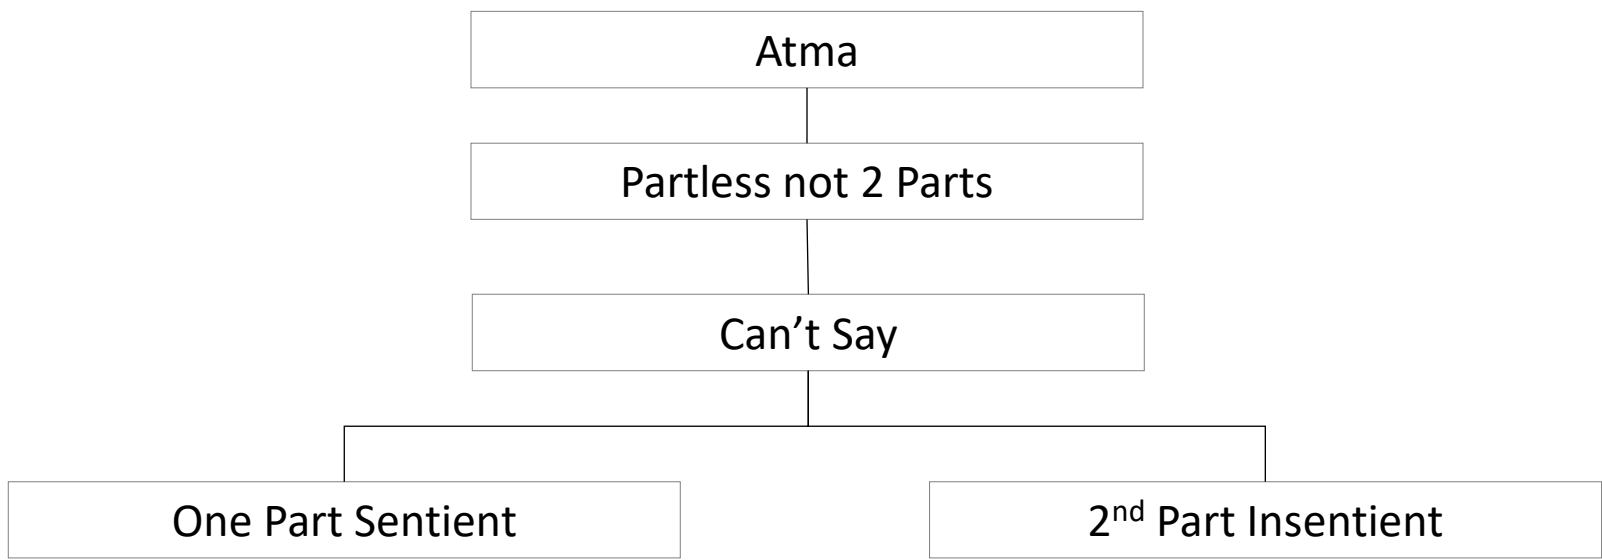 Atma
Partless not 2 Parts
Can’t Say
One Part Sentient
2nd Part Insentient